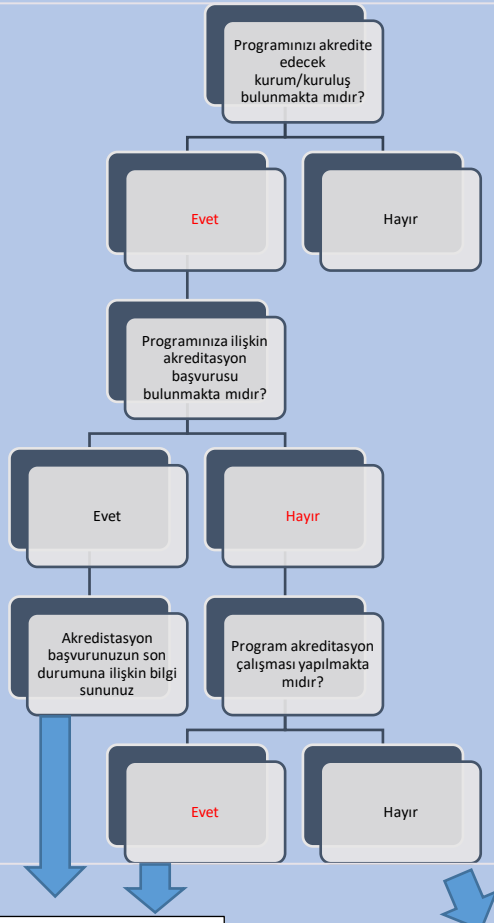 Programınızı akredite
edecek
kurum/kuruluş
bulunmakta mıdır?
Evet
Hayır
Programınıza ilişkin
akreditasyon
başvurusu
bulunmakta mıdır?
Evet
Hayır
Akredistasyon
başvurunuzun son
durumuna ilişkin bilgi
sununuz
Program akreditasyon
çalışması yapılmakta
mıdır?
Evet
Hayır